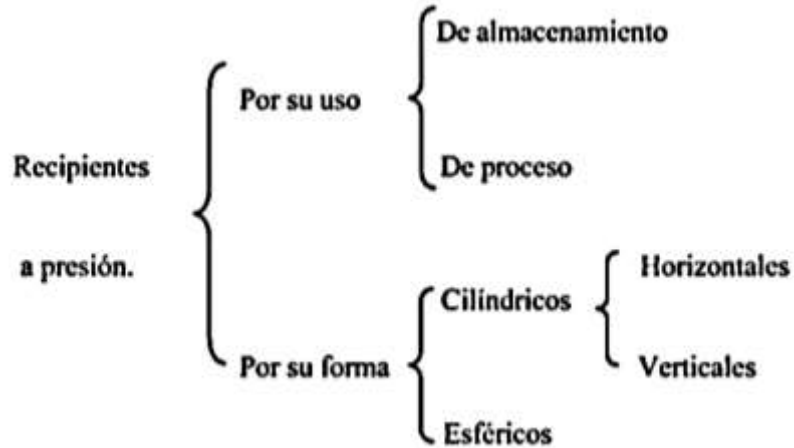 Recipientes
a presión.
Por su uso
De almacenamiento
De proceso
Por su forma
Cilíndricos
Horizontales
Verticales
Esféricos